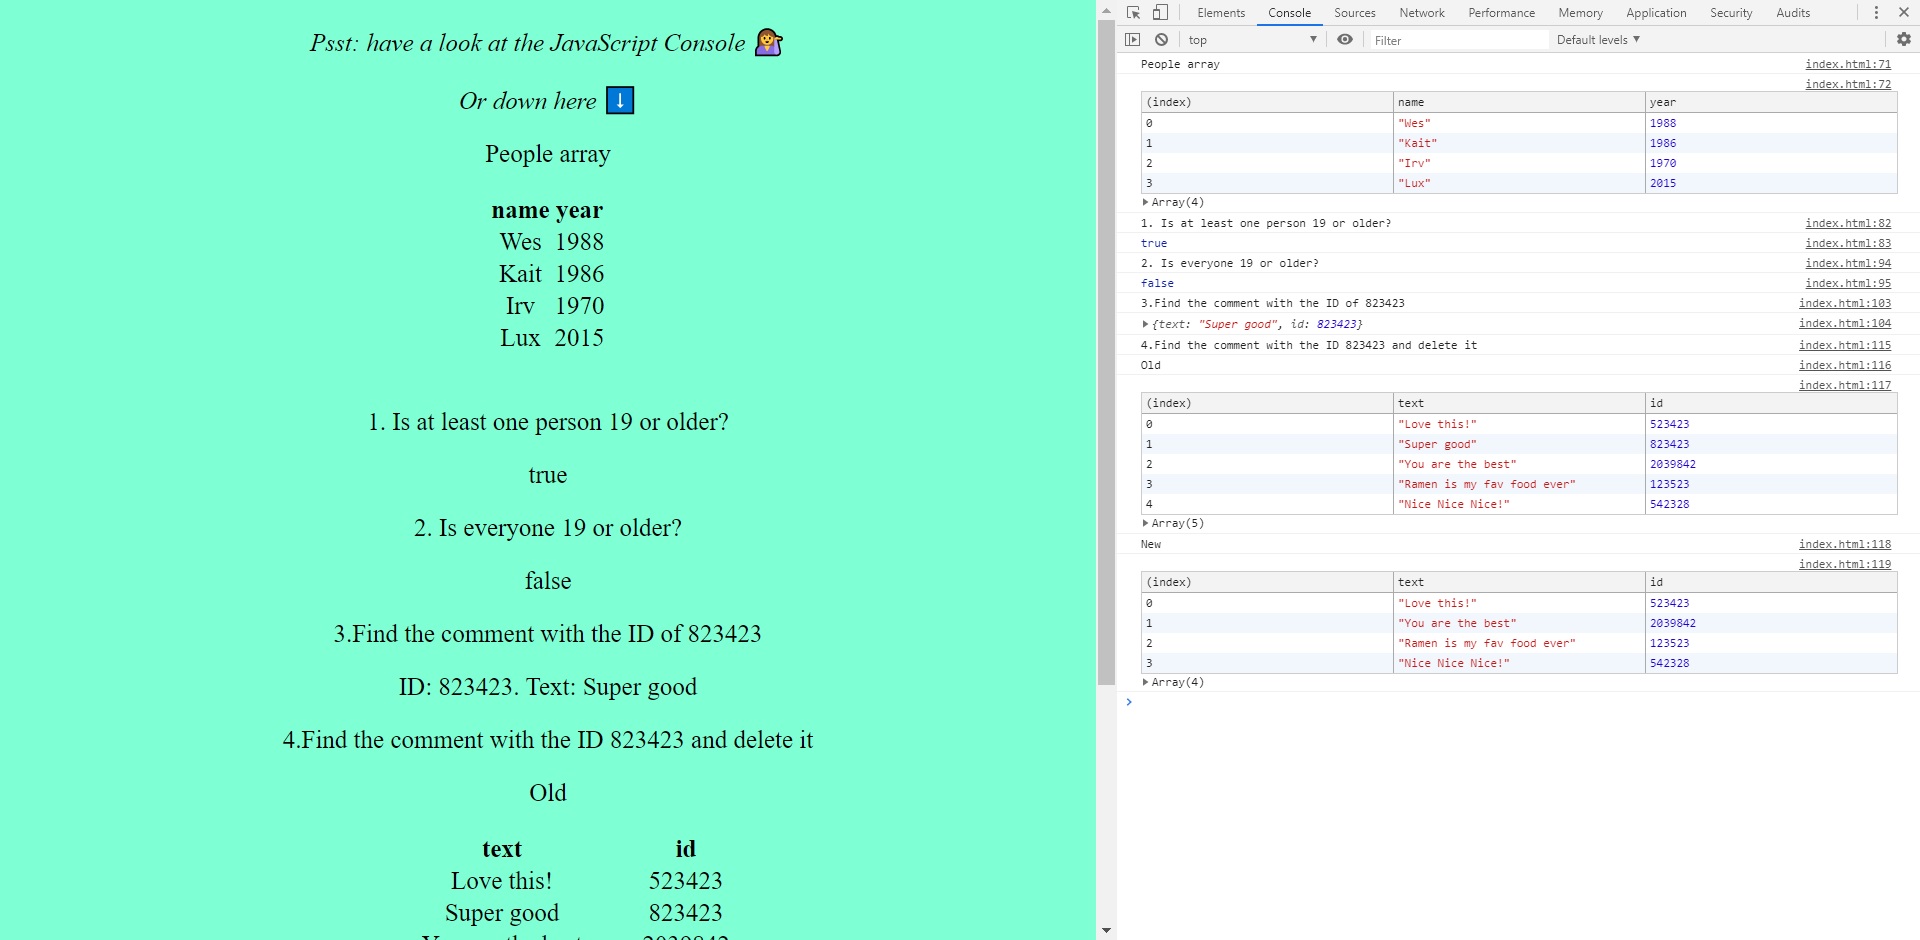 Psst: have a look at the JavaScript Console
Or down here
People array
name year
Wes 1988
Kait 1986
Irv 1970
Lux 2015
1. Is at least one person 19 or older?
true
2. Is everyone 19 or older?
false
3.Find the comment with the ID of 823423
ID: 823423. Text: Super good
4.Find the comment with the ID 823423 and delete it
Old
text id
Love this! 523423
Super good 823423
Elements Console Sources Network Performance Memory Application Security Audits
top Filter Default levels
People array index.html:71
index.html:72
(index) name year
0 "Wes" 1988
1 "Kait" 1986
2 "Irv" 1970
3 "Lux" 2015
Array(4)
1. Is at least one person 19 or older? index.html:82
true index.html:83
2. Is everyone 19 or older? index.html:94
false index.html:95
3.Find the comment with the ID of 823423 index.html:103
{text: "Super good", id: 823423} index.html:104
4.Find the comment with the ID 823423 and delete it index.html:115
Old index.html:116
index.html:117
(index) text id
0 "Love this!" 523423
1 "Super good" 823423
2 "You are the best" 2039842
3 "Ramen is my fav food ever" 123523
4 "Nice Nice Nice!" 542328
Array(5)
New index.html:118
index.html:119
(index) text id
0 "Love this!" 523423
1 "You are the best" 2039842
2 "Ramen is my fav food ever" 123523
3 "Nice Nice Nice!" 542328
Array(4)